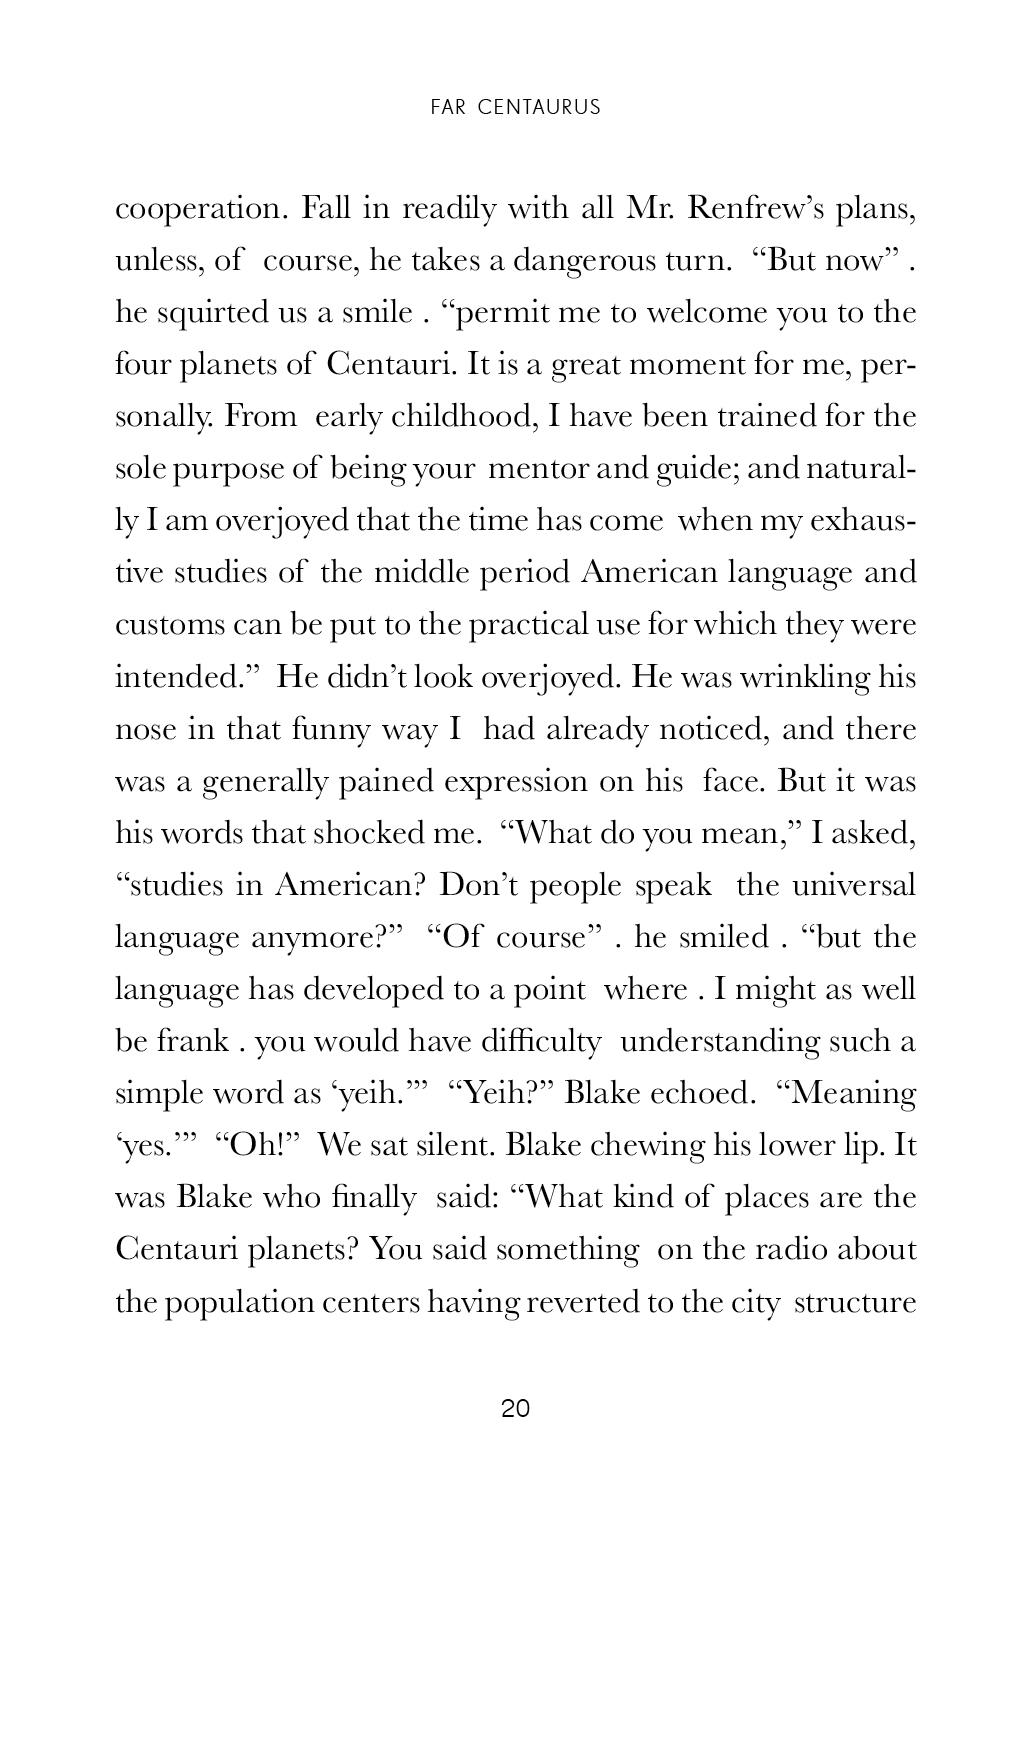 FAR CENTAURUS
cooperation. Fall in readily with all Mr. Renfrew’s plans,
unless, of course, he takes a dangerous turn. “But now” .
he squirted us a smile . “permit me to welcome you to the
four planets of Centauri. It is a great moment for me, per-
sonally. From early childhood, I have been trained for the
sole purpose of being your mentor and guide; and natural-
ly I am overjoyed that the time has come when my exhaus-
tive studies of the middle period American language and
customs can be put to the practical use for which they were
intended.” He didn’t look overjoyed. He was wrinkling his
nose in that funny way I had already noticed, and there
was a generally pained expression on his face. But it was
his words that shocked me. “What do you mean,” I asked,
“studies in American? Don’t people speak the universal
language anymore?” “Of course” . he smiled . “but the
language has developed to a point where . I might as well
be frank . you would have difficulty understanding such a
simple word as ‘yeih.’” “Yeih?” Blake echoed. “Meaning
‘yes.’” “Oh!” We sat silent. Blake chewing his lower lip. It
was Blake who finally said: “What kind of places are the
Centauri planets? You said something on the radio about
the population centers having reverted to the city structure
20